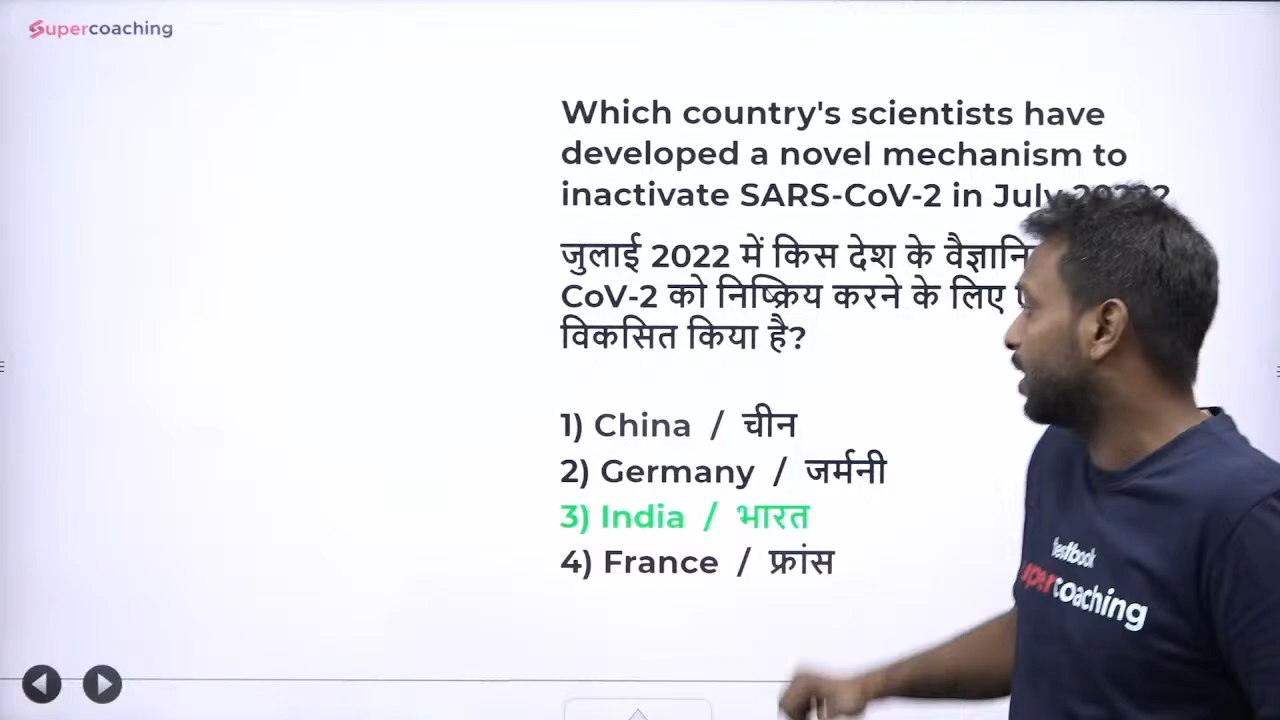 Supercoaching
Which country's scientists have
developed a novel mechanism to
inactivate SARS-CoV-2 in July 2022?
जुलाई 2022 में किस देश के
CoV-2 को निष्क्रिय करने के लिए
विकसित किया है?
1) China / चीन
2) Germany / जर्मनी
3) India / भारत
4) France / फ्रांस
testbook
supercoaching